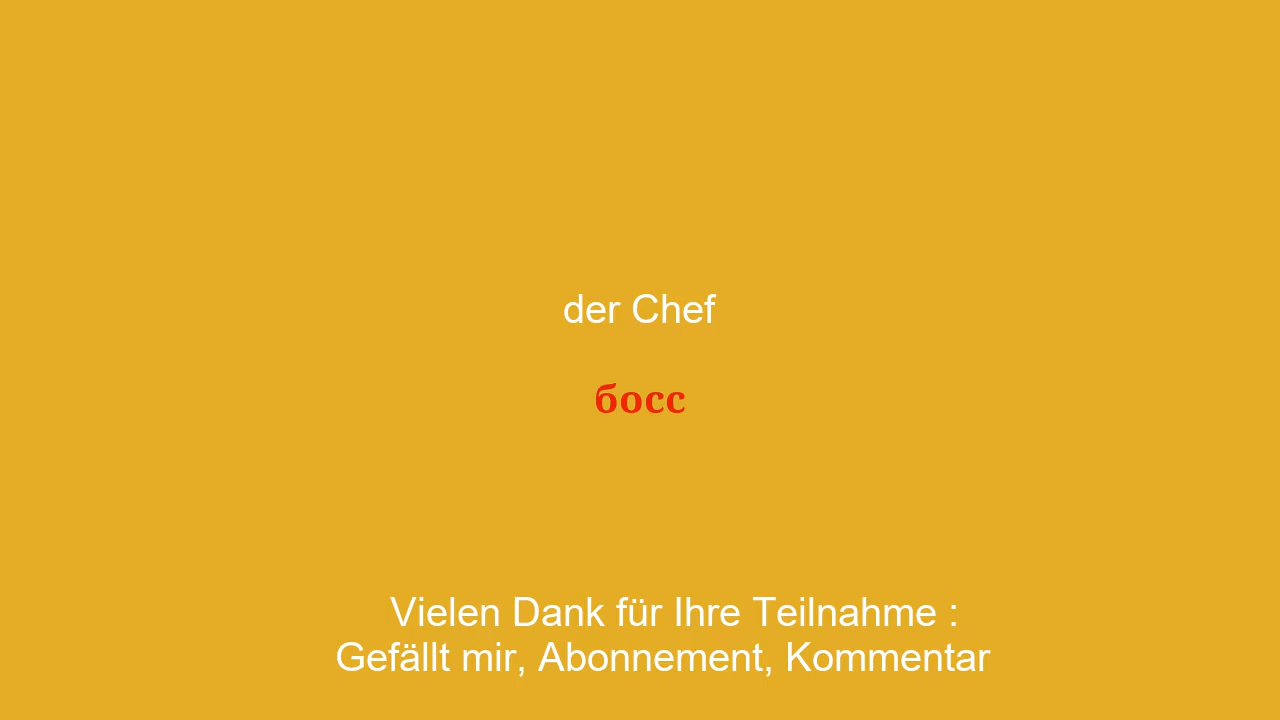 der Chef
босс
Vielen Dank für Ihre Teilnahme :
Gefällt mir, Abonnement, Kommentar